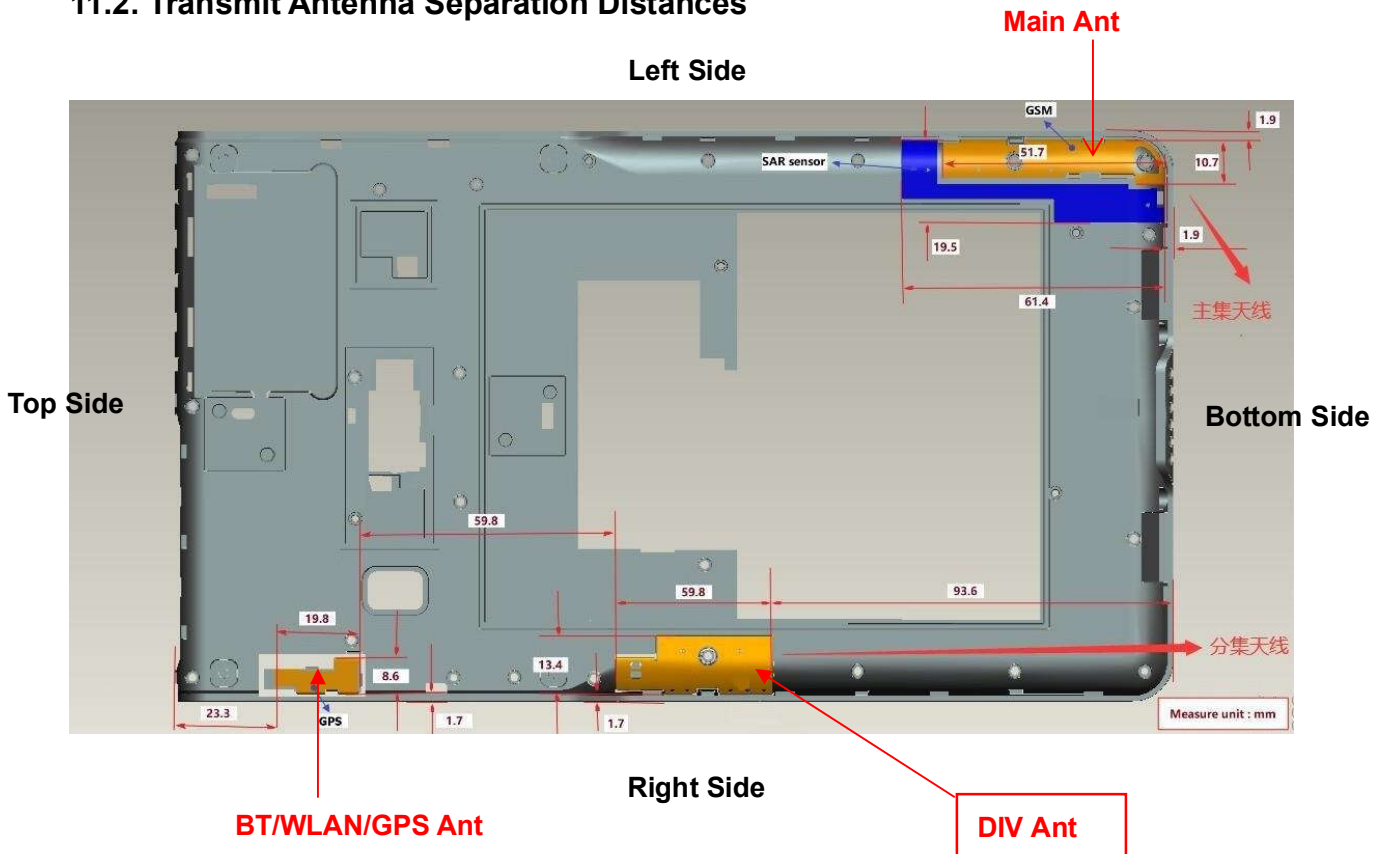 11.2. Transmit Antenna Separation Distances
Main Ant
Left Side
GSM
1.9
51.7
SAR sensor
10.7
1.9
19.5
61.4
主集天线
Top Side
Bottom Side
59.8
59.8
93.6
19.8
分集天线
13.4
8.6
23.3
GPS
1.7
1.7
Measure unit : mm
Right Side
BT/WLAN/GPS Ant
DIV Ant